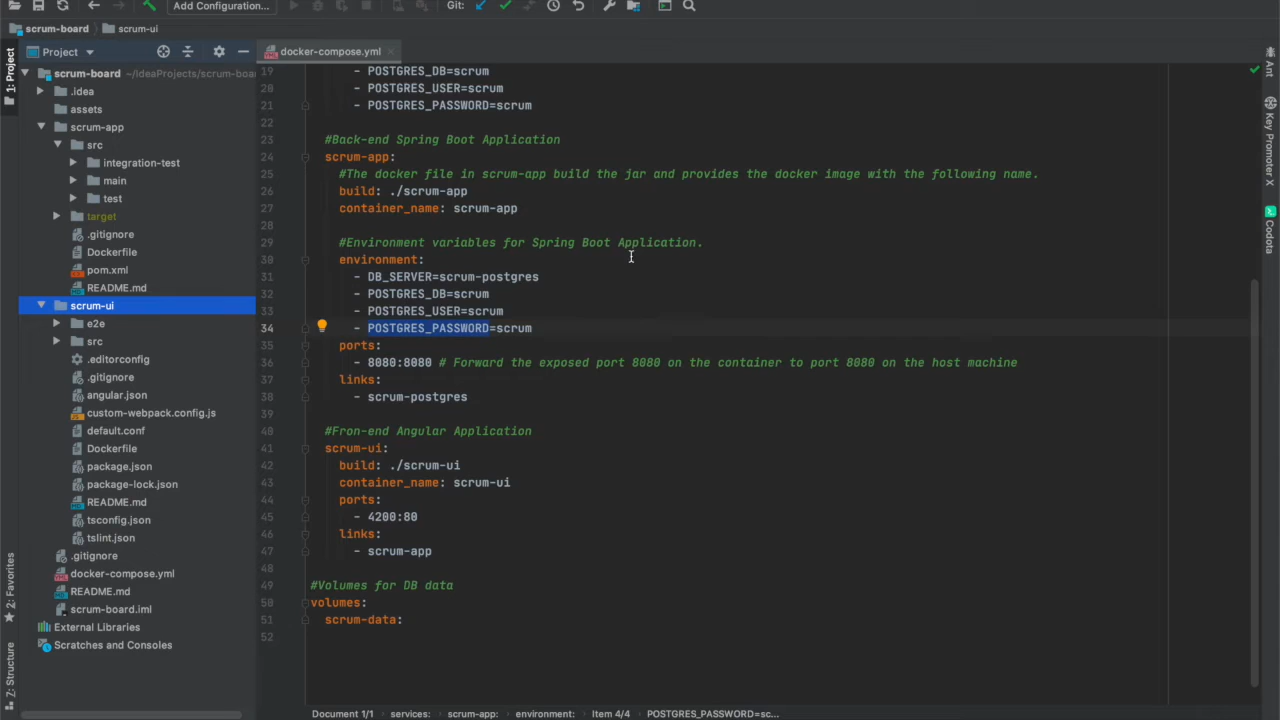 Add Configuration...
Git:
scrum-board
scrum-ui
1: Project
Project
docker-compose.yml
scrum-board ~/IdeaProjects/scrum-boar
.idea
assets
scrum-app
src
integration-test
main
test
target
.gitignore
Dockerfile
pom.xml
README.md
scrum-ui
e2e
src
.editorconfig
.gitignore
angular.json
custom-webpack.config.js
default.conf
Dockerfile
package.json
package-lock.json
README.md
tsconfig.json
tslint.json
.gitignore
docker-compose.yml
README.md
scrum-board.iml
External Libraries
Scratches and Consoles
2: Favorites
Z: Structure
19 - POSTGRES_DB=scrum
20 - POSTGRES_USER=scrum
21 - POSTGRES_PASSWORD=scrum
22
23 #Back-end Spring Boot Application
24 scrum-app:
25 #The docker file in scrum-app build the jar and provides the docker image with the following name.
26 build: ./scrum-app
27 container_name: scrum-app
28
29 #Environment variables for Spring Boot Application.
30 environment:
31 - DB_SERVER=scrum-postgres
32 - POSTGRES_DB=scrum
33 - POSTGRES_USER=scrum
34 - POSTGRES_PASSWORD=scrum
35 ports:
36 - 8080:8080 # Forward the exposed port 8080 on the container to port 8080 on the host machine
37 links:
38 - scrum-postgres
39
40 #Fron-end Angular Application
41 scrum-ui:
42 build: ./scrum-ui
43 container_name: scrum-ui
44 ports:
45 - 4200:80
46 links:
47 - scrum-app
48
49 #Volumes for DB data
50 volumes:
51 scrum-data:
52
Document 1/1 services: scrum-app: environment: Item 4/4 POSTGRES_PASSWORD=sc...
Ant
Key Promoter X
Codota